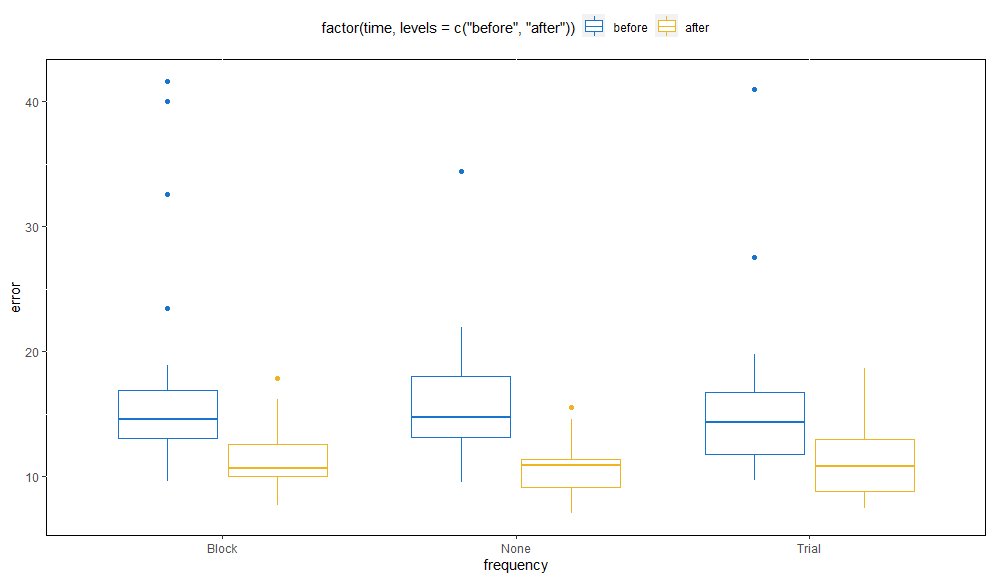 factor(time, levels = c("before", "after")) before after
error
40
30
20
10
Block None Trial
frequency